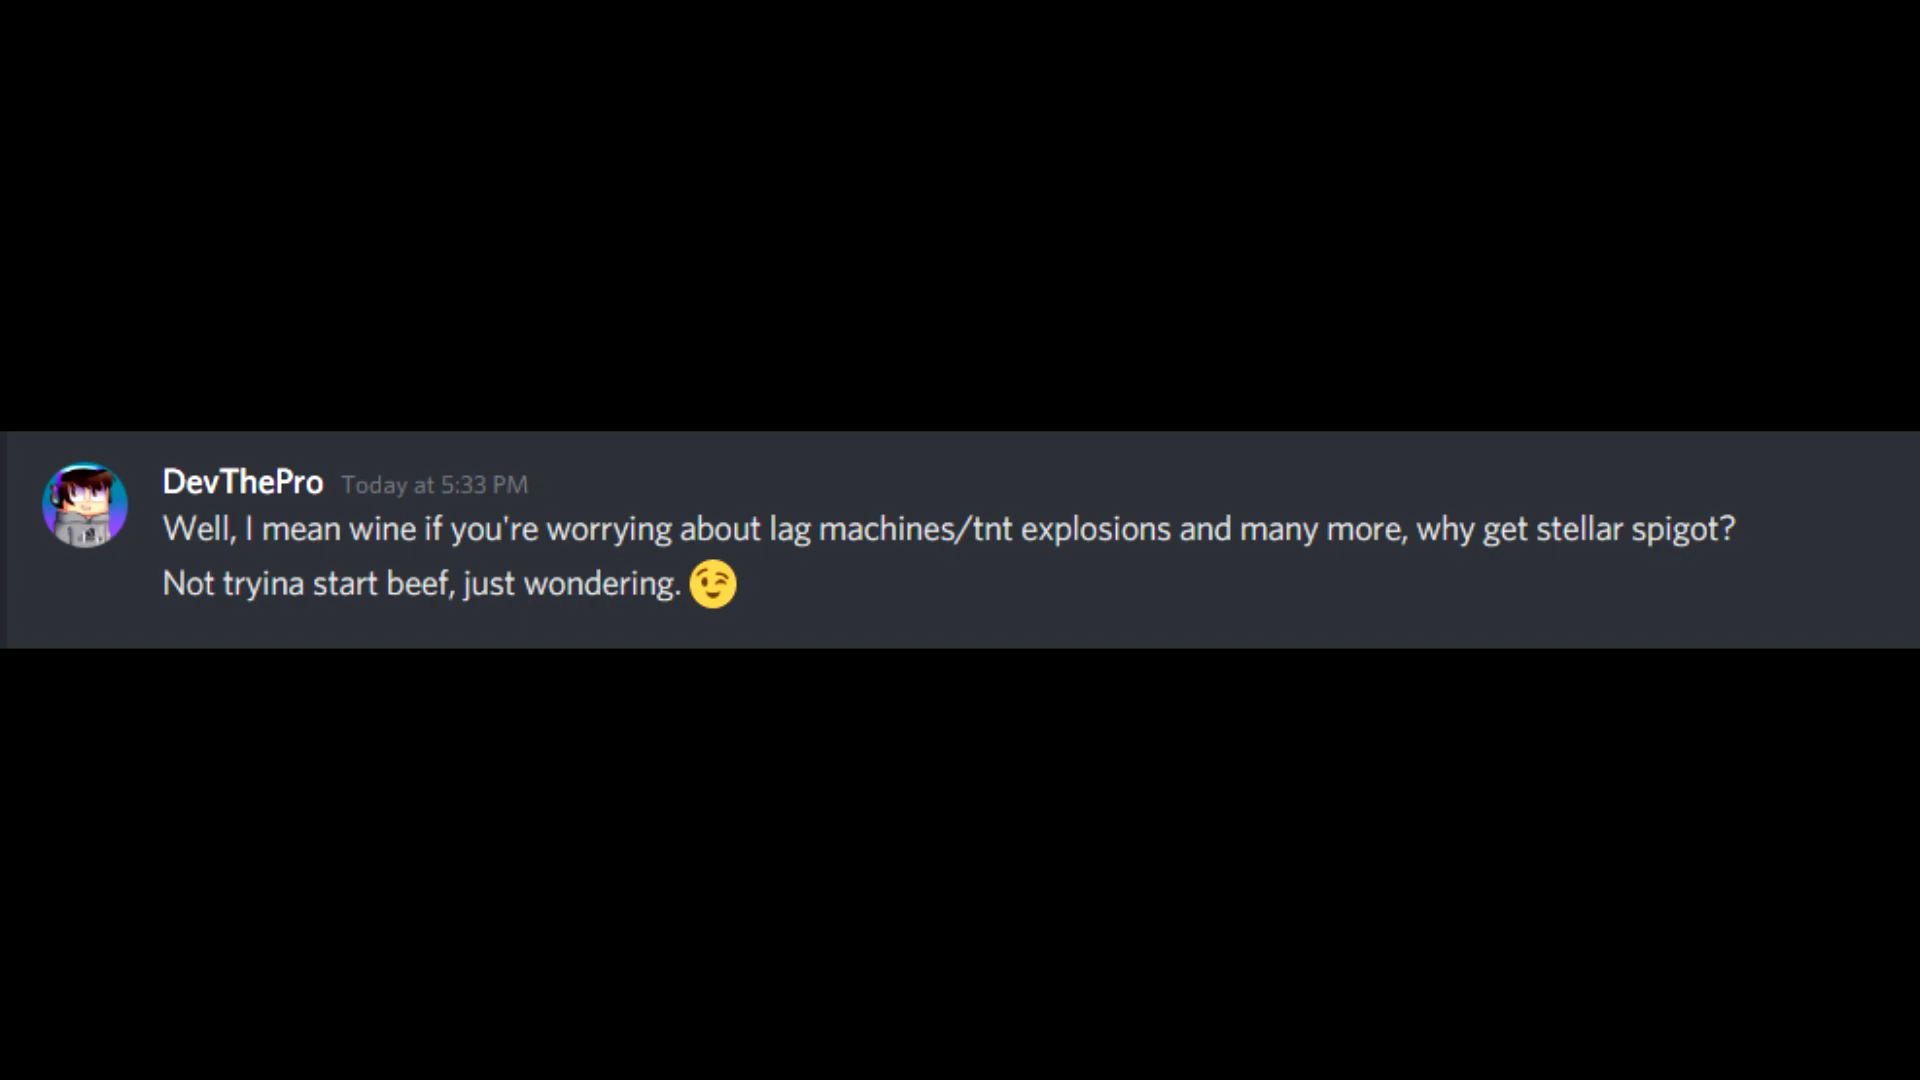 DevThePro Today at 5:33 PM
Well, I mean wine if you're worrying about lag machines/tnt explosions and many more, why get stellar spigot?
Not tryina start beef, just wondering. 😉